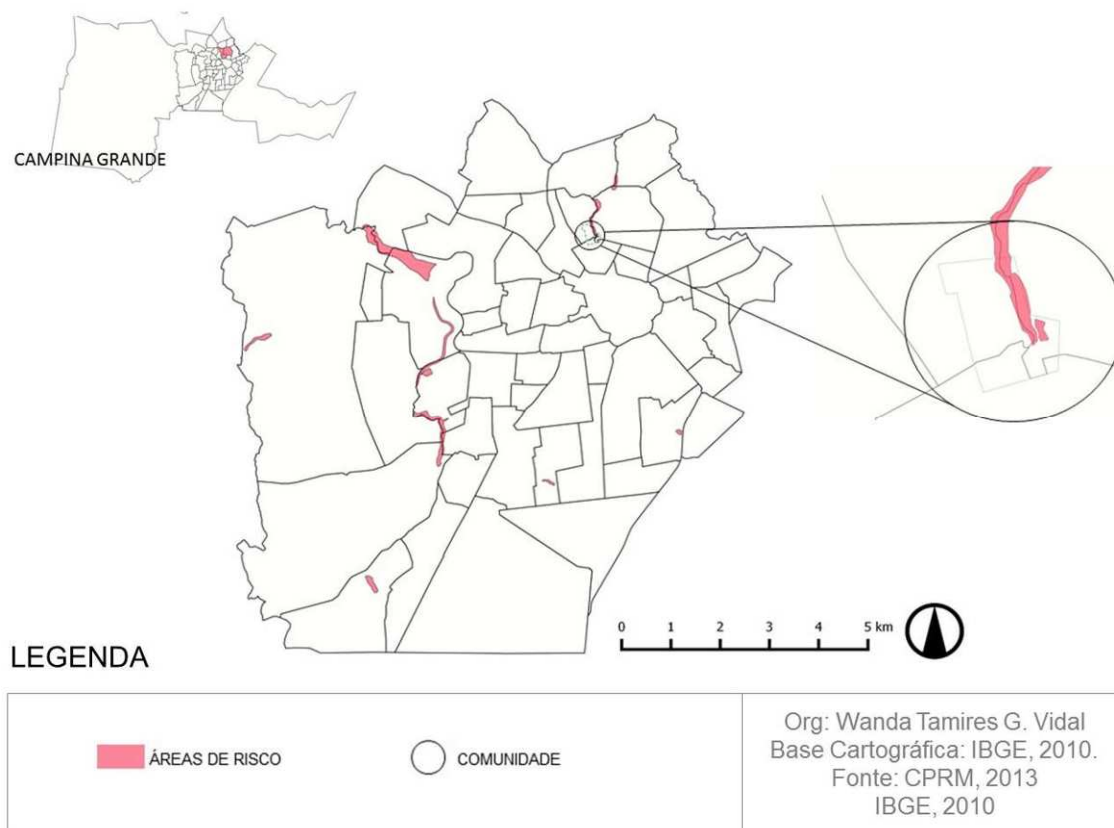 CAMPINA GRANDE
0 1 2 3 4 5 km
LEGENDA
ÁREAS DE RISCO
COMUNIDADE
Org: Wanda Tamires G. Vidal
Base Cartográfica: IBGE, 2010.
Fonte: CPRM, 2013
IBGE, 2010